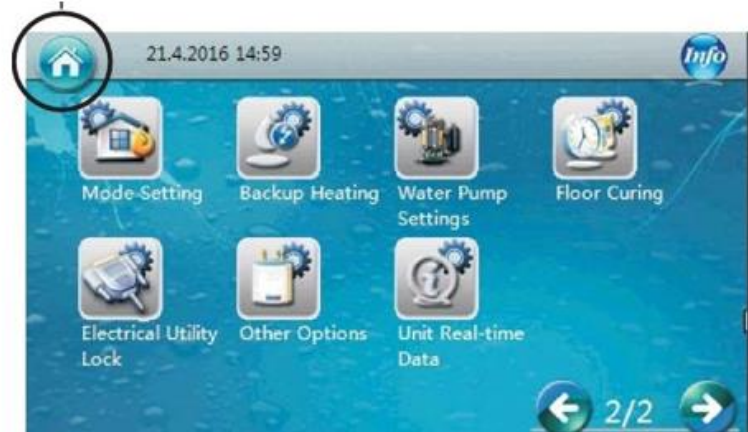 21.4.2016 14:59
Info
Mode Setting
Backup Heating
Water Pump
Settings
Floor Curing
Electrical Utility
Lock
Other Options
Unit Real-time
Data
2/2